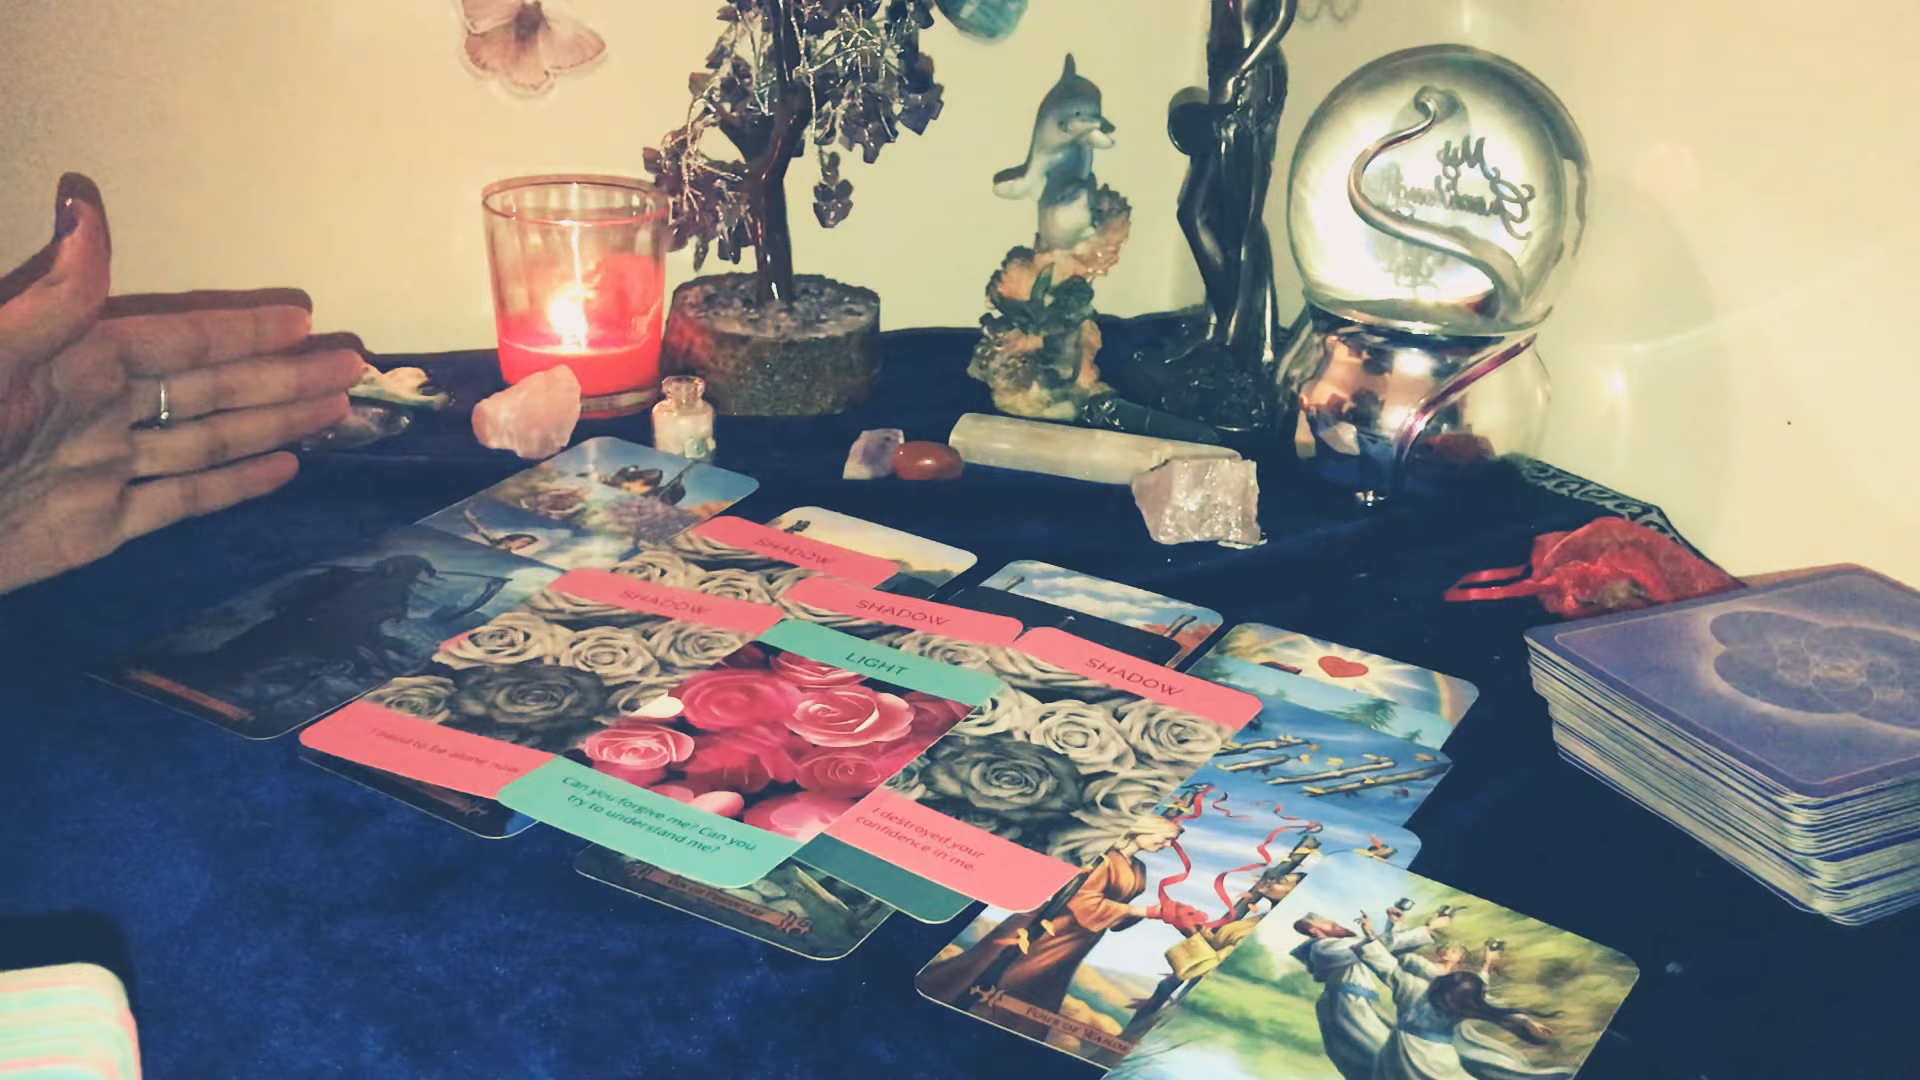 My
SHADOW
SHADOW
SHADOW
SHADOW
LIGHT
I need to be alone now
Can you forgive me? Can you
try to understand me?
I destroyed your
confidence in me.
FOUR OF WANDS